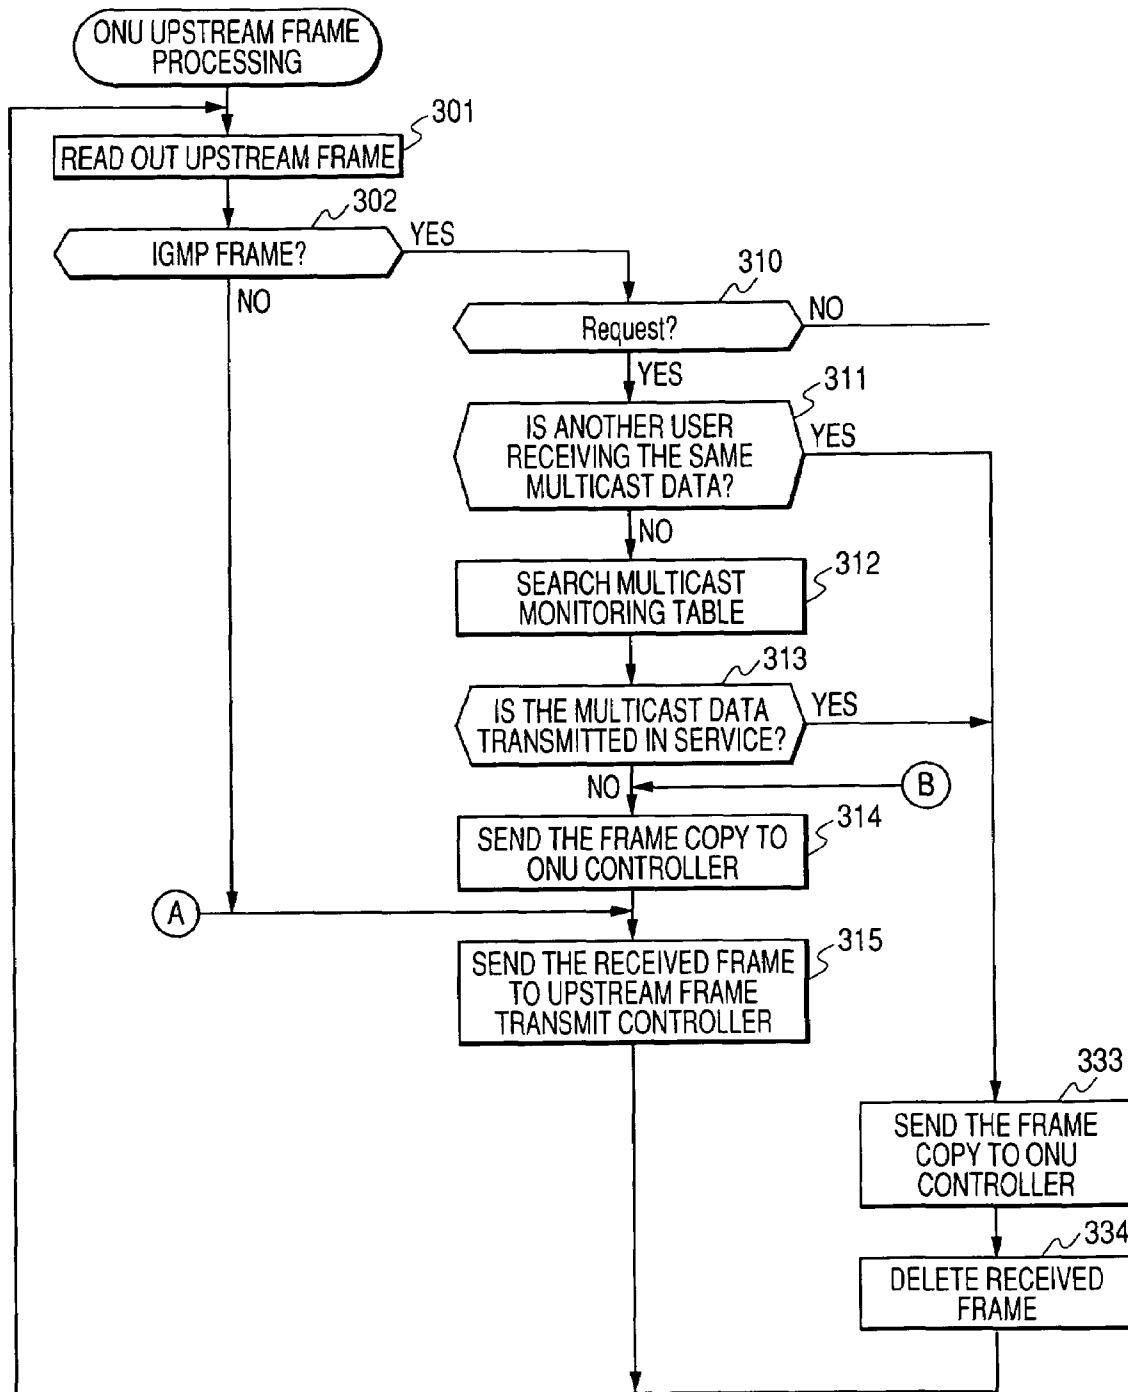 ONU UPSTREAM FRAME
PROCESSING
301
READ OUT UPSTREAM FRAME
302
IGMP FRAME?
YES
NO
310
Request?
NO
YES
311
IS ANOTHER USER
RECEIVING THE SAME
MULTICAST DATA?
YES
NO
312
SEARCH MULTICAST
MONITORING TABLE
313
IS THE MULTICAST DATA
TRANSMITTED IN SERVICE?
YES
NO
B
314
SEND THE FRAME COPY TO
ONU CONTROLLER
A
315
SEND THE RECEIVED FRAME
TO UPSTREAM FRAME
TRANSMIT CONTROLLER
333
SEND THE FRAME
COPY TO ONU
CONTROLLER
334
DELETE RECEIVED
FRAME